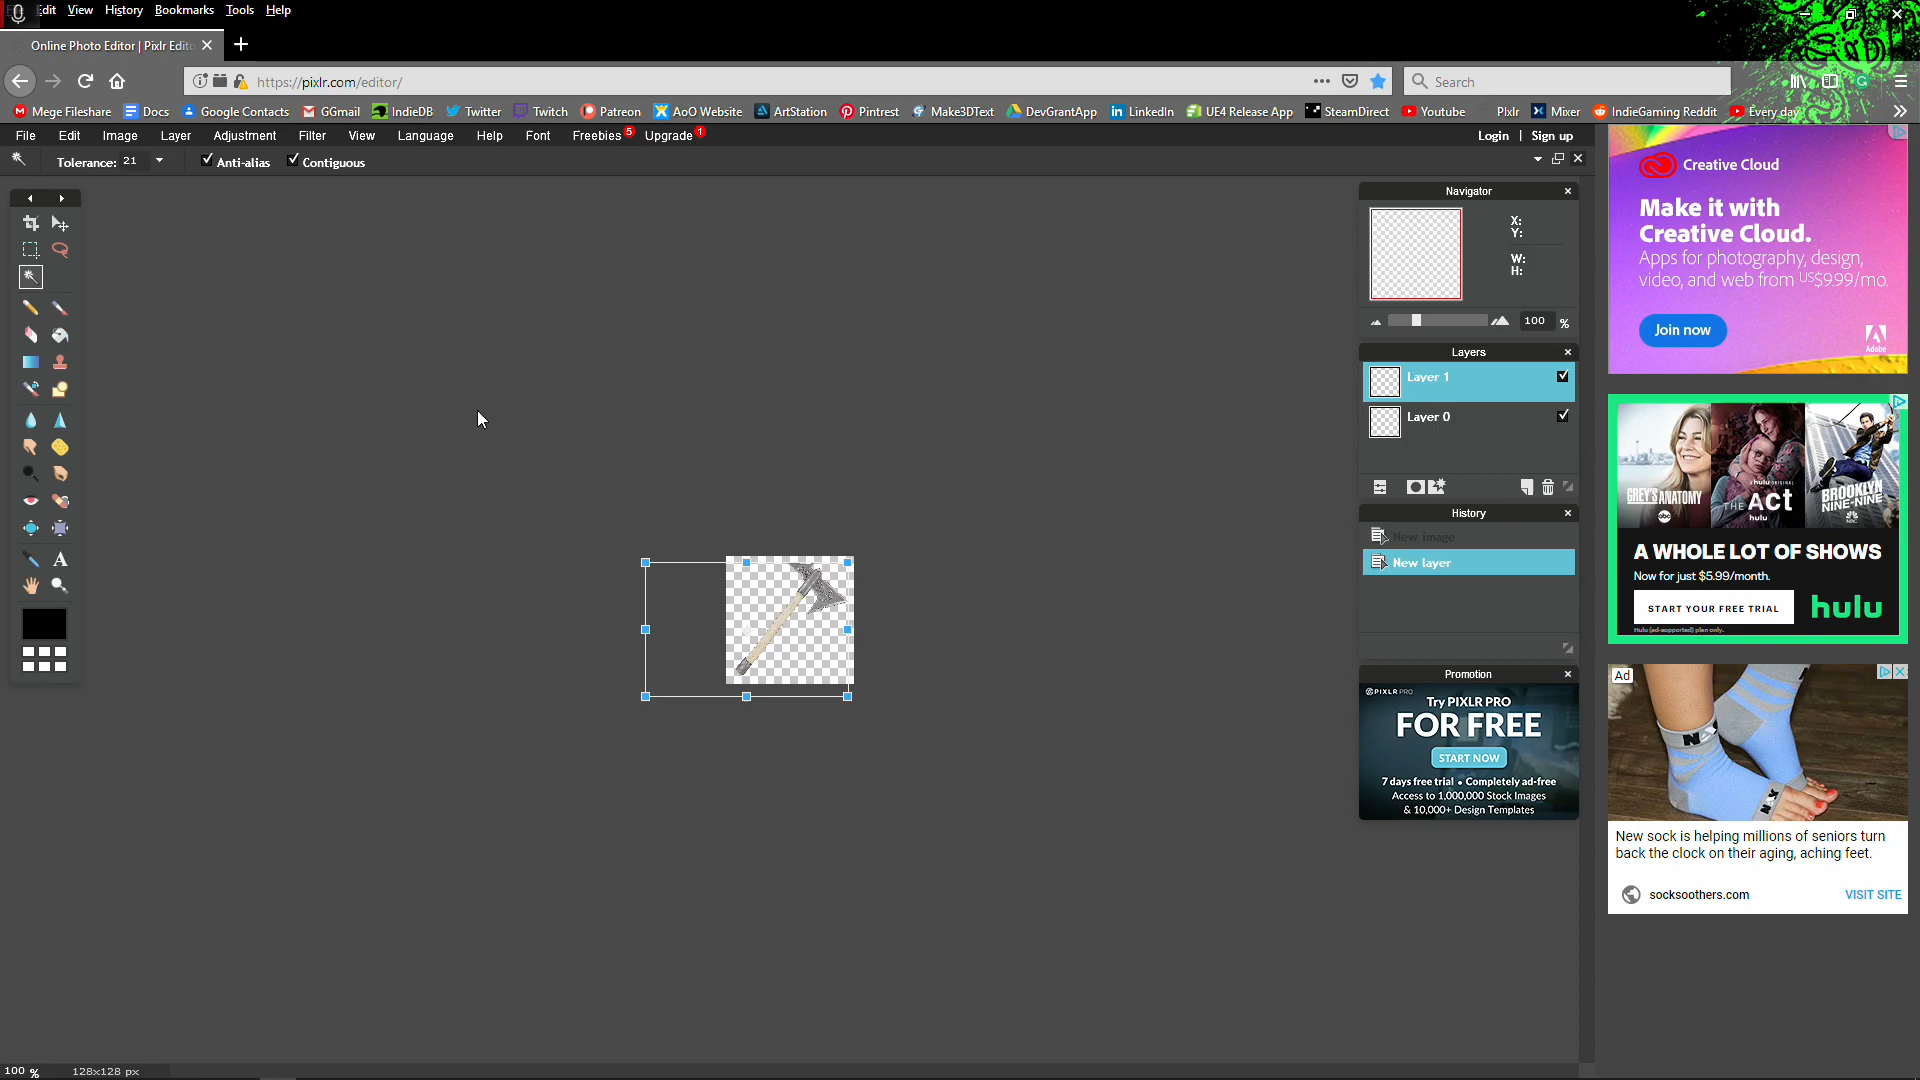 Edit View History Bookmarks Tools Help
Online Photo Editor | Pixlr Edito
https://pixlr.com/editor/
Search
Mege Fileshare Docs Google Contacts GGmail IndieDB Twitter Twitch Patreon AoO Website ArtStation Pintrest Make3DText DevGrantApp LinkedIn UE4 Release App SteamDirect Youtube Pixlr Mixer IndieGaming Reddit Every day
File Edit Image Layer Adjustment Filter View Language Help Font Freebies 5 Upgrade 1 Login | Sign up
Tolerance: 21 Anti-alias Contiguous
Navigator
X:
Y:
W:
H:
100 %
Layers
Layer 1
Layer 0
History
New image
New layer
Promotion
PIXLR PRO
Try PIXLR PRO
FOR FREE
START NOW
7 days free trial • Completely ad-free
Access to 1,000,000 Stock Images
& 10,000+ Design Templates
Creative Cloud
Make it with
Creative Cloud.
Apps for photography, design,
video, and web from US$9.99/mo.
Join now
Adobe
GREY'S ANATOMY
abc
hulu ORIGINAL
THE ACT
hulu
BROOKLYN
NINE-NINE
NBC
A WHOLE LOT OF SHOWS
Now for just $5.99/month.
START YOUR FREE TRIAL
hulu
Hulu (ad-supported) plan only.
Ad
New sock is helping millions of seniors turn
back the clock on their aging, aching feet.
socksoothers.com
VISIT SITE
100 % 128x128 px